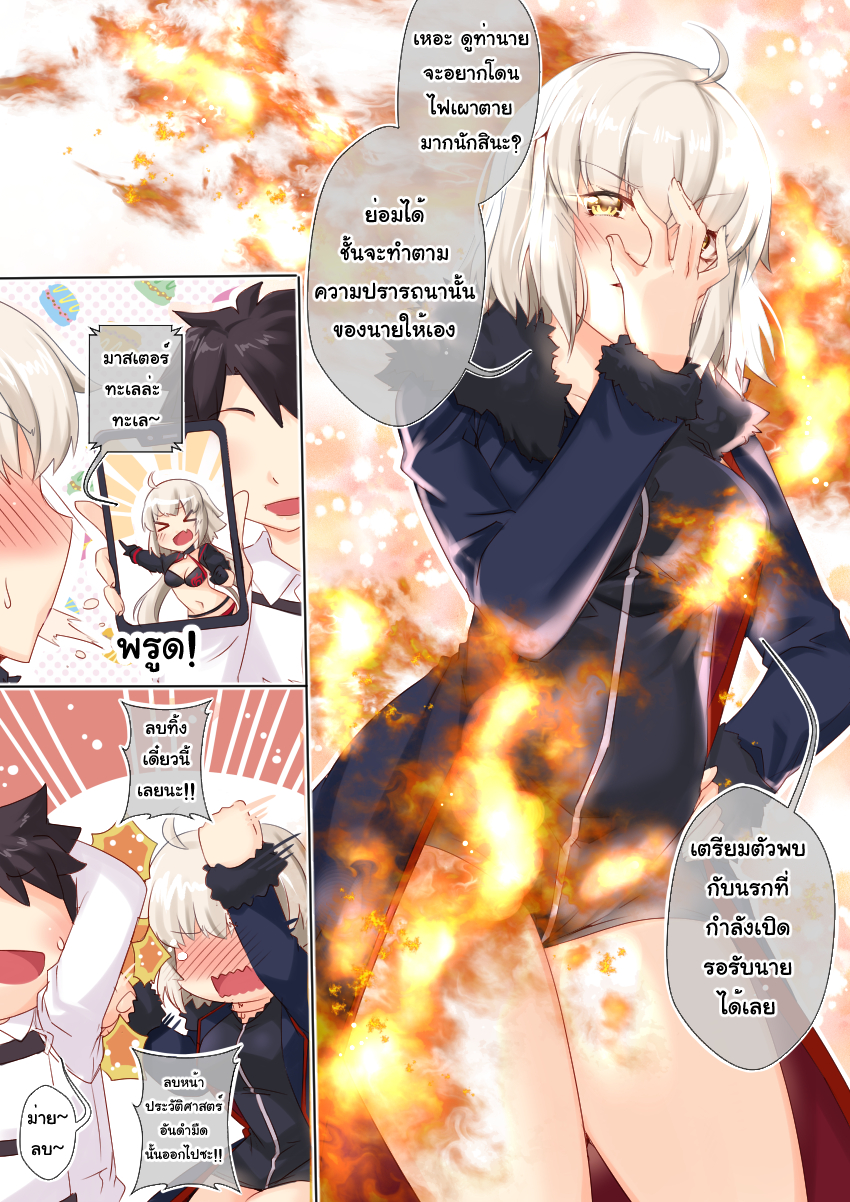 เหอะ ดูท่านาย
จะอยากโดน
ไฟเผาตาย
มากนักสินะ?
ย่อมได้
ชั้นจะทำตาม
ความปรารถนานั้น
ของนายให้เอง
เตรียมตัวพบ
กับนรกที่
กำลังเปิด
รอรับนาย
ได้เลย
มาสเตอร์
ทะเลล่ะ
ทะเล~
พรูด!
ลบทิ้ง
เดี๋ยวนี้
เลยนะ!!
ลบหน้า
ประวัติศาสตร์
อันดำมืด
นั้นออกไปซะ!!
ม่าย~
ลบ~